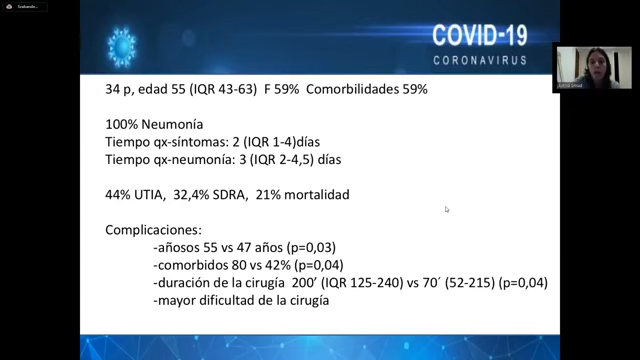 Grabando...
COVID-19
CORONAVIRUS
34 p, edad 55 (IQR 43-63)  F 59%  Comorbilidades 59%
100% Neumonía
Tiempo qx-síntomas: 2 (IQR 1-4)días
Tiempo qx-neumonía: 3 (IQR 2-4,5) días
44% UTIA,  32,4% SDRA,  21% mortalidad
Complicaciones:
-añosos 55 vs 47 años (p=0,03)
-comorbidos 80 vs 42% (p=0,04)
-duración de la cirugía  200’ (IQR 125-240) vs 70´ (52-215) (p=0,04)
-mayor dificultad de la cirugía